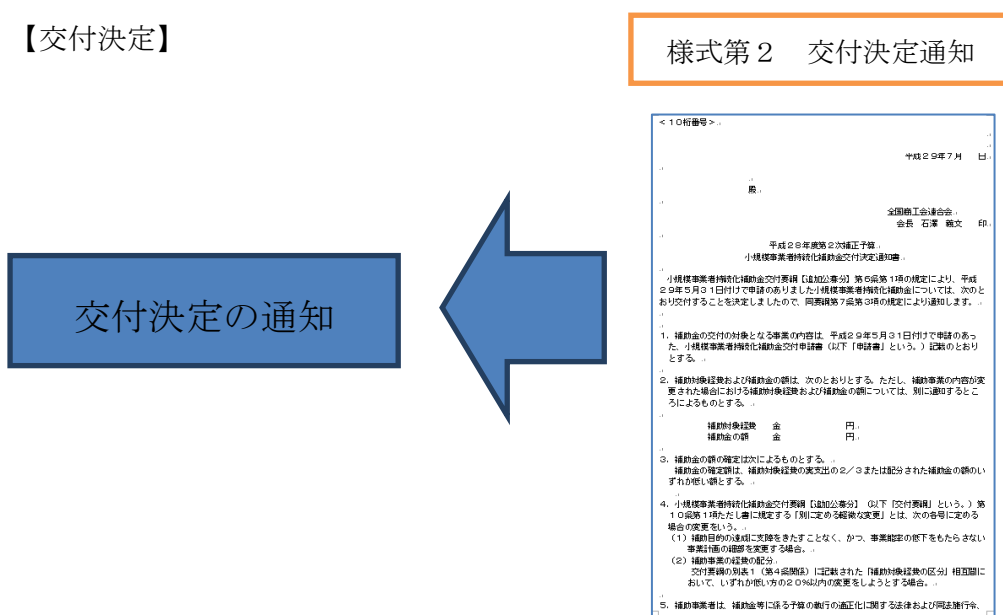 【交付決定】
様式第２　交付決定通知
交付決定の通知
＜１０桁番号＞
平成２９年７月　　日
殿
全国商工会連合会
会長　石澤　義文　　印
平成２８年度第２次補正予算
小規模事業者持続化補助金交付決定通知書
小規模事業者持続化補助金交付要綱【追加公募分】第６条第１項の規定により、平成
２９年５月３１日付けで申請のありました小規模事業者持続化補助金については、次のと
おり交付することを決定しましたので、同要綱第７条第３項の規定により通知します。
１．補助金の交付の対象となる事業の内容は、平成２９年５月３１日付けで申請のあっ
た、小規模事業者持続化補助金交付申請書（以下「申請書」という。）記載のとおり
とする。
２．補助対象経費および補助金の額は、次のとおりとする。ただし、補助事業の内容が変
更された場合における補助対象経費および補助金の額については、別に通知するとこ
ろによるものとする。
補助対象経費　　金　　　　　　　　円
補助金の額　　　金　　　　　　　　円
３．補助金の額の確定は次によるものとする。
補助金の確定額は、補助対象経費の実支出の２／３または配分された補助金の額のい
ずれか低い額とする。
４．小規模事業者持続化補助金交付要綱【追加公募分】（以下「交付要綱」という。）第
１０条第１項ただし書に規定する「別に定める軽微な変更」とは、次の各号に定める
場合の変更をいう。
（１）補助目的の達成に支障をきたすことなく、かつ、事業能率の低下をもたらさない
事業計画の細部を変更する場合。
（２）補助事業の経費の配分
交付要綱の別表１（第４条関係）に記載された「補助対象経費の区分」相互間に
おいて、いずれか低い方の２０％以内の変更をしようとする場合。
５．補助事業者は、補助金等に係る予算の執行の適正化に関する法律および同法施行令、